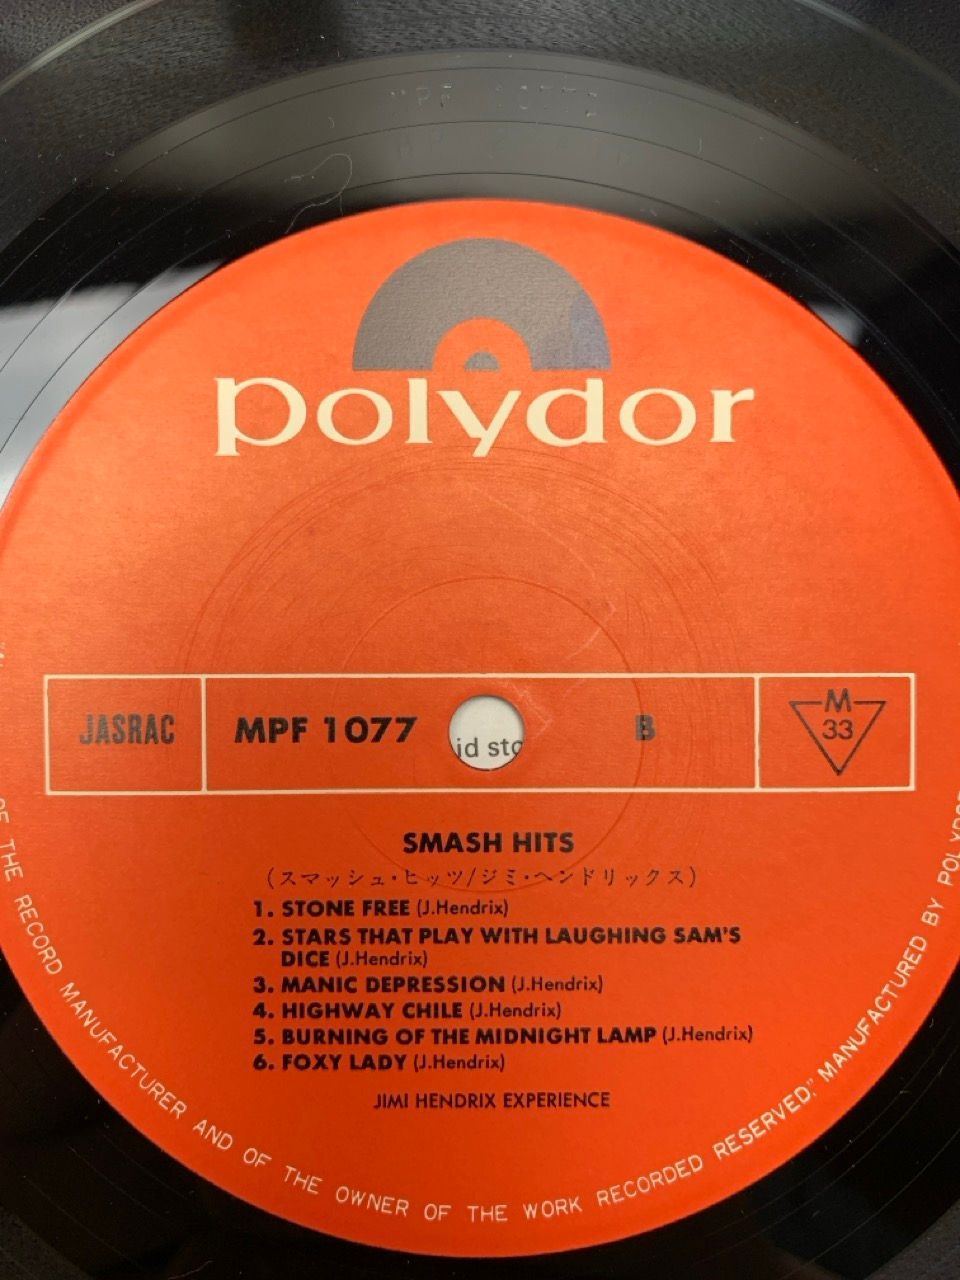 polydor
JASRAC
MPF 1077
id sto
B
M
33
SMASH HITS
(スマッシュ・ヒッツ/ジミ・ヘンドリックス)
1. STONE FREE (J.Hendrix)
2. STARS THAT PLAY WITH LAUGHING SAM'S
DICE (J.Hendrix)
3. MANIC DEPRESSION (J.Hendrix)
4. HIGHWAY CHILE (J.Hendrix)
5. BURNING OF THE MIDNIGHT LAMP (J.Hendrix)
6. FOXY LADY (J.Hendrix)
JIMI HENDRIX EXPERIENCE
OF THE RECORD MANUFACTURER AND OF THE OWNER OF THE WORK RECORDED RESERVED," MANUFACTURED BY